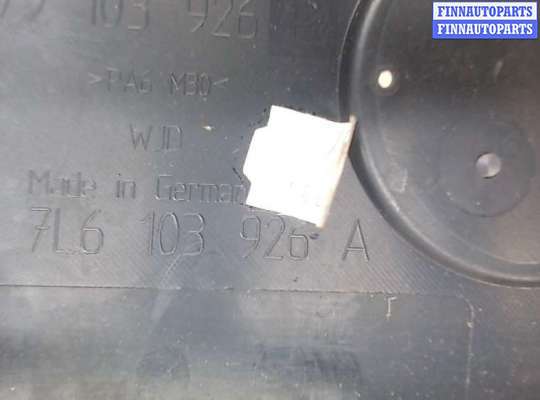 FINNAUTOPARTS
FINNAUTOPARTS
103 926
>PA6 M30<
WJD
Made in German
7L6 103 926 A